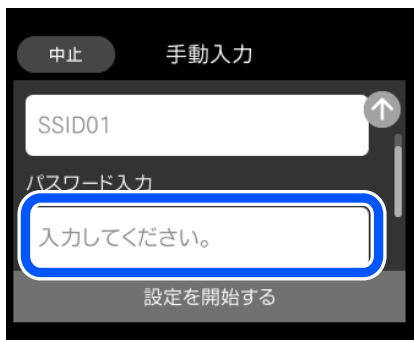 中止
手動入力
SSID01
パスワード入力
入力してください。
設定を開始する